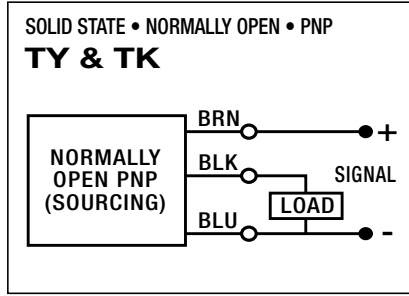 SOLID STATE • NORMALLY OPEN • PNP
TY & TK
BRN
+
NORMALLY
OPEN PNP
(SOURCING)
BLK
SIGNAL
LOAD
BLU
-